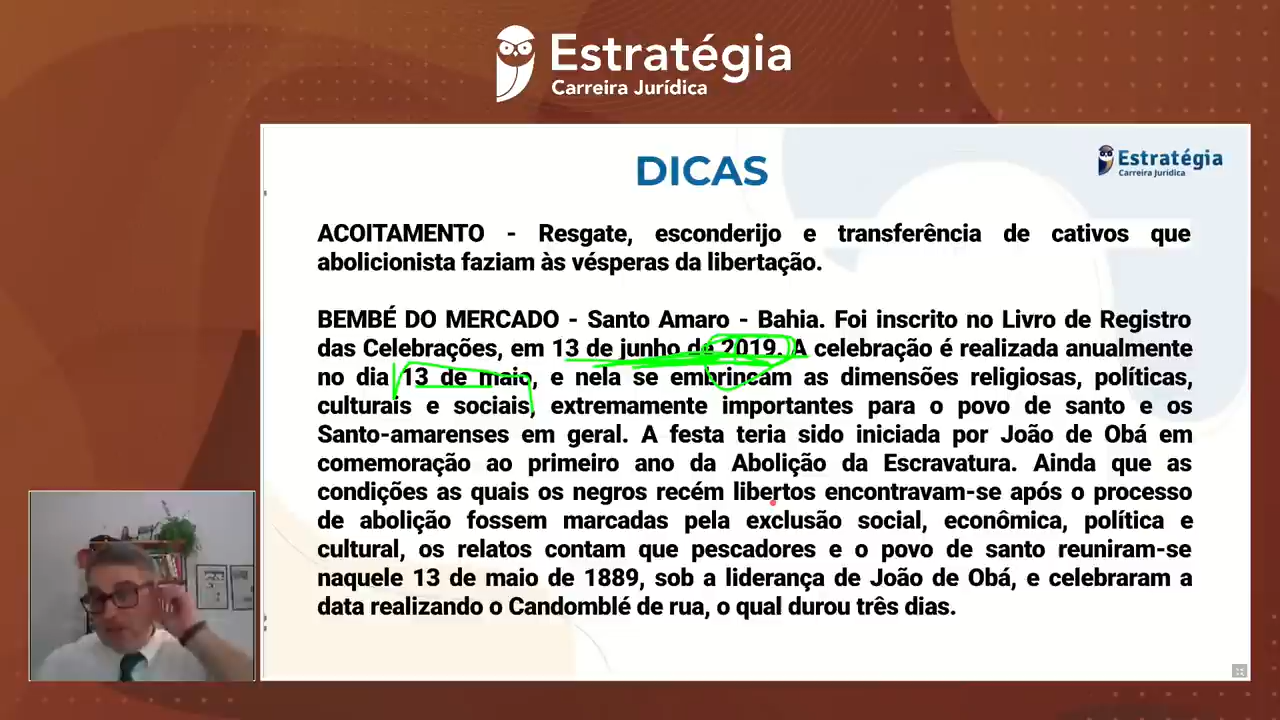 Estratégia
Carreira Jurídica
DICAS
Estratégia
Carreira Jurídica
ACOITAMENTO - Resgate, esconderijo e transferência de cativos que
abolicionista faziam às vésperas da libertação.
BEMBÉ DO MERCADO - Santo Amaro - Bahia. Foi inscrito no Livro de Registro
das Celebrações, em 13 de junho de 2019. A celebração é realizada anualmente
no dia 13 de maio, e nela se embrincam as dimensões religiosas, políticas,
culturais e sociais, extremamente importantes para o povo de santo e os
Santo-amarenses em geral. A festa teria sido iniciada por João de Obá em
comemoração ao primeiro ano da Abolição da Escravatura. Ainda que as
condições as quais os negros recém libertos encontravam-se após o processo
de abolição fossem marcadas pela exclusão social, econômica, política e
cultural, os relatos contam que pescadores e o povo de santo reuniram-se
naquele 13 de maio de 1889, sob a liderança de João de Obá, e celebraram a
data realizando o Candomblé de rua, o qual durou três dias.